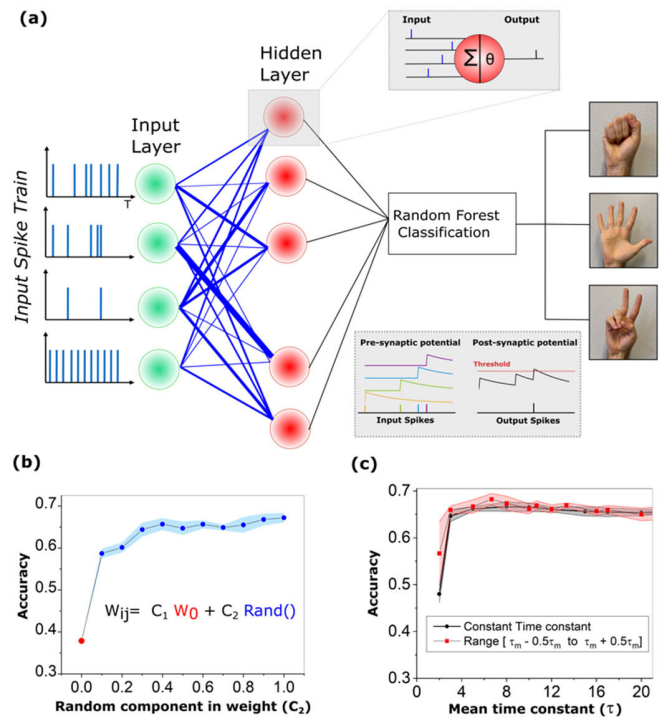 (a)
Input
Output
Σ
θ
Hidden
Layer
Input
Layer
Input Spike Train
T
Random Forest
Classification
Pre-synaptic potential
Post-synaptic potential
Threshold
Input Spikes
Output Spikes
(b)
0.7
0.6
0.5
0.4
0.3
Accuracy
Wij= C1 W0 + C2 Rand()
0.0 0.2 0.4 0.6 0.8 1.0
Random component in weight (C2)
(c)
0.7
0.6
0.5
0.4
0.3
Accuracy
Constant Time constant
Range [ τm - 0.5τm to τm + 0.5τm]
0 4 8 12 16 20
Mean time constant (τ)